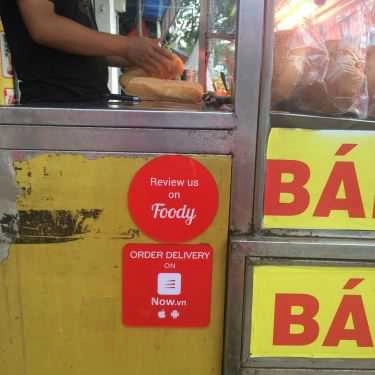 Review us
on
Foody
ORDER DELIVERY
ON
Now.vn
BÁ
BÁ